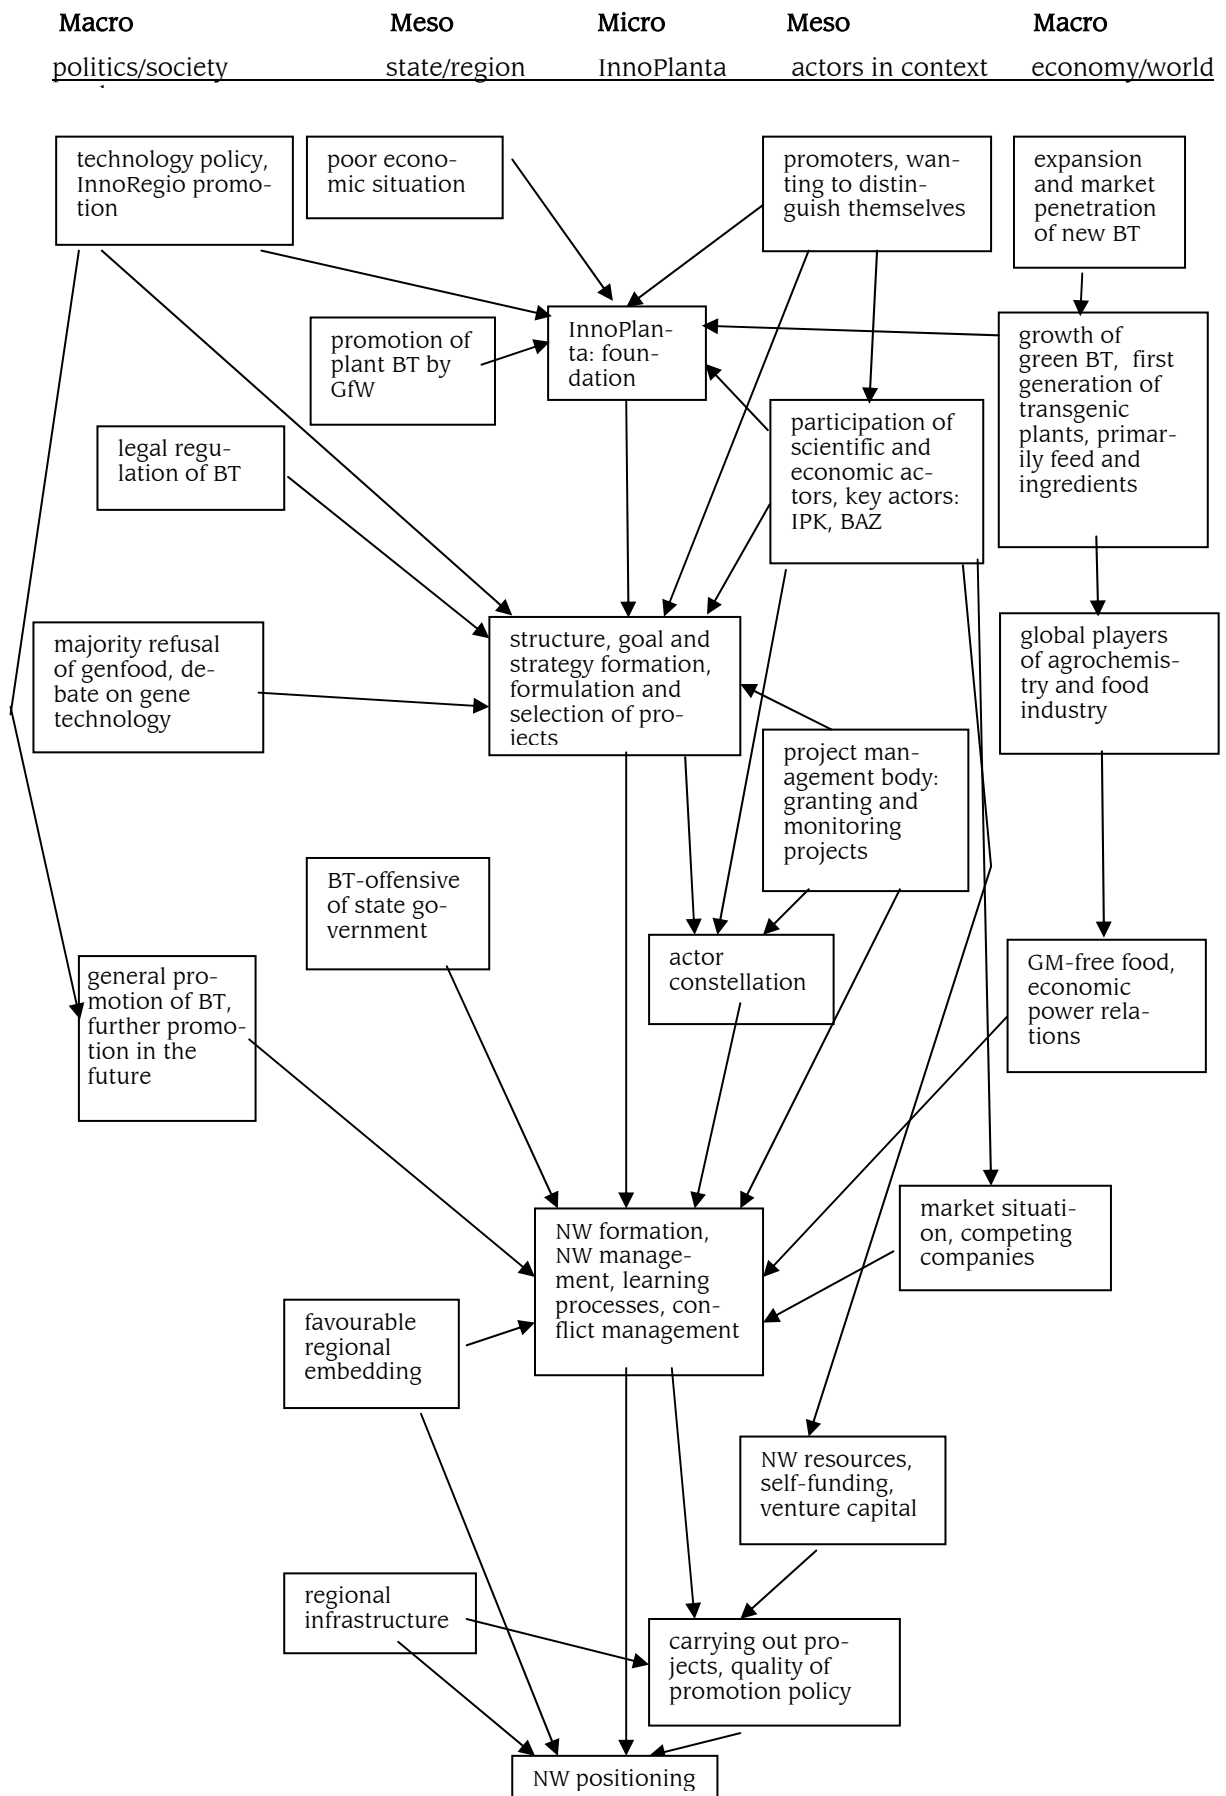 Macro
Meso
Micro
Meso
Macro
politics/society
state/region
InnoPlanta
actors in context
economy/world
technology policy,
InnoRegio promo-
tion
poor econo-
mic situation
promoters, wan-
ting to distin-
guish themselves
expansion
and market
penetration
of new BT
promotion of
plant BT by
GfW
InnoPlan-
ta: foun-
dation
growth of
green BT, first
generation of
transgenic
plants, primar-
ily feed and
ingredients
legal regu-
lation of BT
participation of
scientific and
economic ac-
tors, key actors:
IPK, BAZ
majority refusal
of genfood, de-
bate on gene
technology
structure, goal and
strategy formation,
formulation and
selection of pro-
jects
global players
of agrochemis-
try and food
industry
project man-
agement body:
granting and
monitoring
projects
BT-offensive
of state go-
vernment
actor
constellation
GM-free food,
economic
power rela-
tions
general pro-
motion of BT,
further promo-
tion in the
future
NW formation,
NW manage-
ment, learning
processes, con-
flict management
market situati-
on, competing
companies
favourable
regional
embedding
NW resources,
self-funding,
venture capital
regional
infrastructure
carrying out pro-
jects, quality of
promotion policy
NW positioning